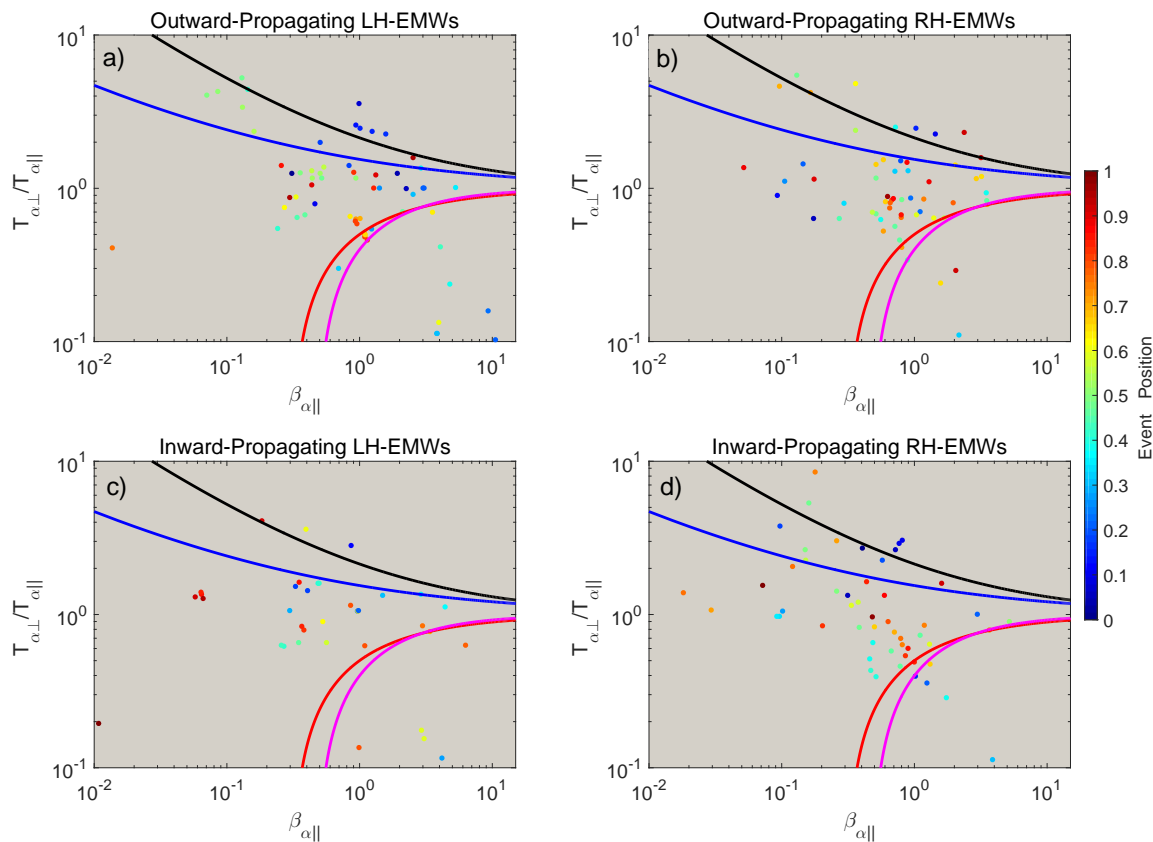 Outward-Propagating LH-EMWs
a)
10^1
10^0
10^-1
T_α⊥/T_α||
10^-2 10^-1 10^0 10^1
β_α||
Outward-Propagating RH-EMWs
b)
10^1
10^0
10^-1
T_α⊥/T_α||
10^-2 10^-1 10^0 10^1
β_α||
Inward-Propagating LH-EMWs
c)
10^1
10^0
10^-1
T_α⊥/T_α||
10^-2 10^-1 10^0 10^1
β_α||
Inward-Propagating RH-EMWs
d)
10^1
10^0
10^-1
T_α⊥/T_α||
10^-2 10^-1 10^0 10^1
β_α||
1
0.9
0.8
0.7
0.6
0.5
0.4
0.3
0.2
0.1
0
Event Position